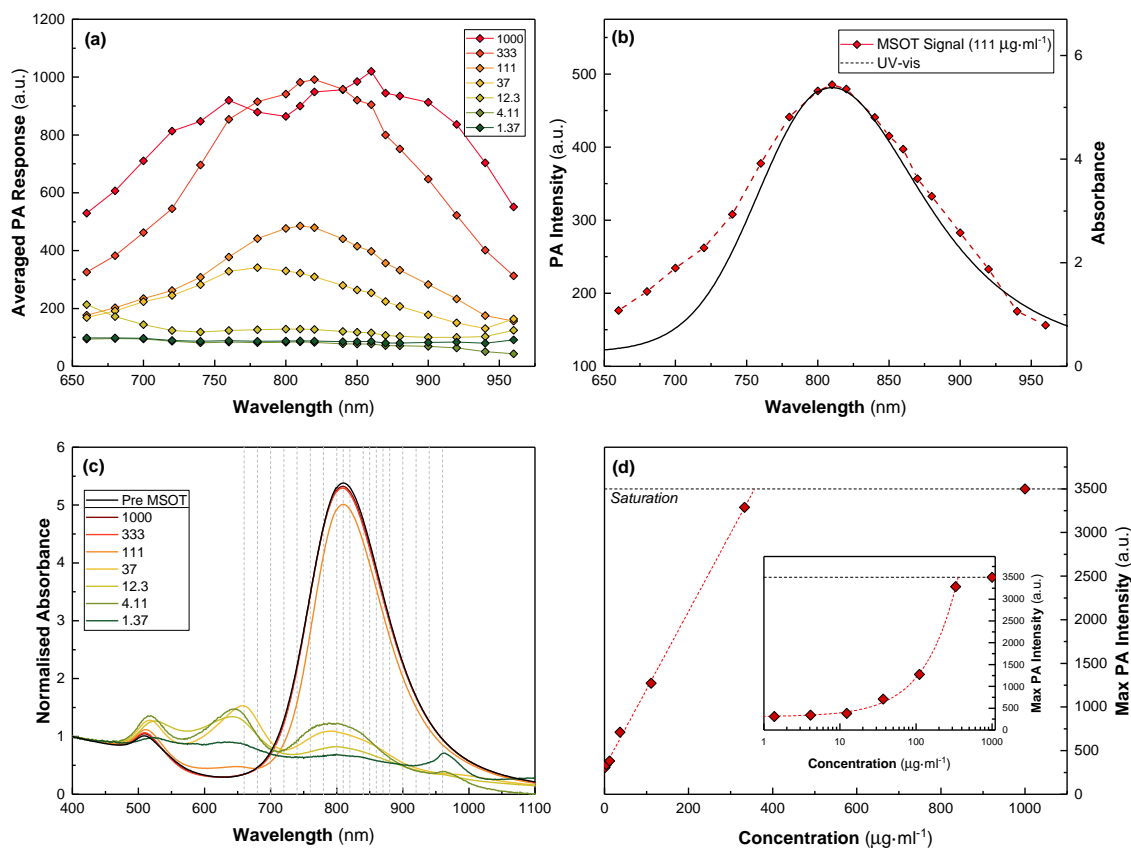 (a)
Averaged PA Response (a.u.)
1200
1000
800
600
400
200
0
1000
333
111
37
12.3
4.11
1.37
650 700 750 800 850 900 950
Wavelength (nm)
(b)
PA Intensity (a.u.)
500
400
300
200
100
MSOT Signal (111 µg·ml⁻¹)
UV-vis
6
4
2
0
Absorbance
650 700 750 800 850 900 950
Wavelength (nm)
(c)
Normalised Absorbance
6
5
4
3
2
1
0
Pre MSOT
1000
333
111
37
12.3
4.11
1.37
400 500 600 700 800 900 1000 1100
Wavelength (nm)
(d)
Saturation
3500
3000
2500
2000
1500
1000
500
0
Max PA Intensity (a.u.)
3500
3000
2500
2000
1500
1000
500
0
Max PA Intensity (a.u.)
1 10 100 1000
Concentration (µg·ml⁻¹)
0 200 400 600 800 1000
Concentration (µg·ml⁻¹)